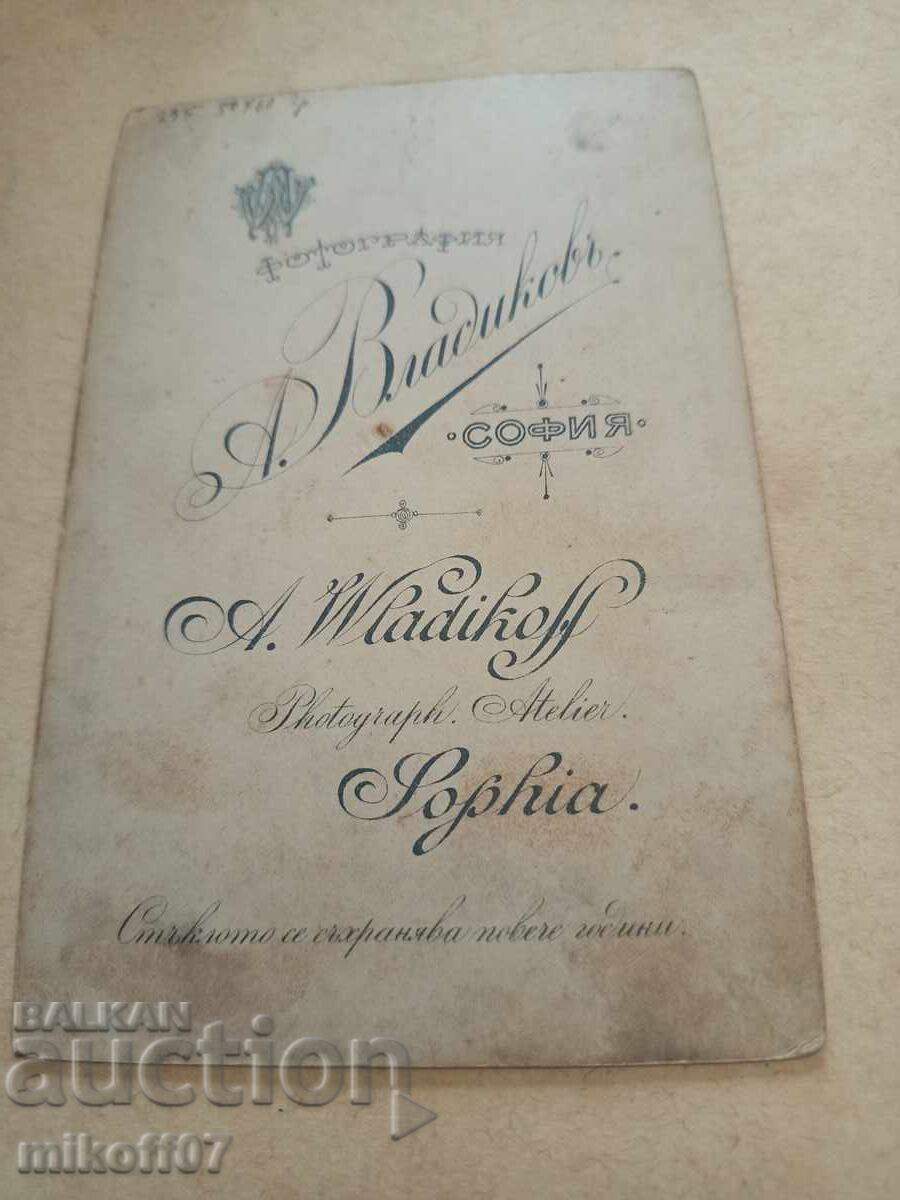 ФОТОГРАФИЯ
А. Владиковъ.
·СОФИЯ·
A. Wladikoff
Photograph. Atelier.
Sophia.
Стъклото се съхранява повече години.
BALKAN
auction
mikoff07